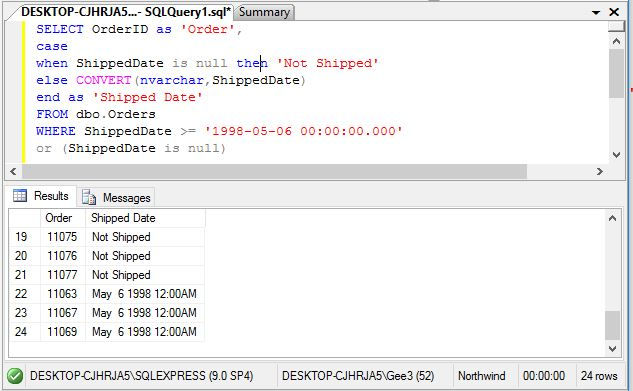 DESKTOP-CJHRJA5...- SQLQuery1.sql* Summary
SELECT OrderID as 'Order',
case
when ShippedDate is null then 'Not Shipped'
else CONVERT(nvarchar,ShippedDate)
end as 'Shipped Date'
FROM dbo.Orders
WHERE ShippedDate >= '1998-05-06 00:00:00.000'
or (ShippedDate is null)
Results Messages
Order Shipped Date
19 11075 Not Shipped
20 11076 Not Shipped
21 11077 Not Shipped
22 11063 May  6 1998 12:00AM
23 11067 May  6 1998 12:00AM
24 11069 May  6 1998 12:00AM
DESKTOP-CJHRJA5\SQLEXPRESS (9.0 SP4) DESKTOP-CJHRJA5\Gee3 (52) Northwind 00:00:00 24 rows